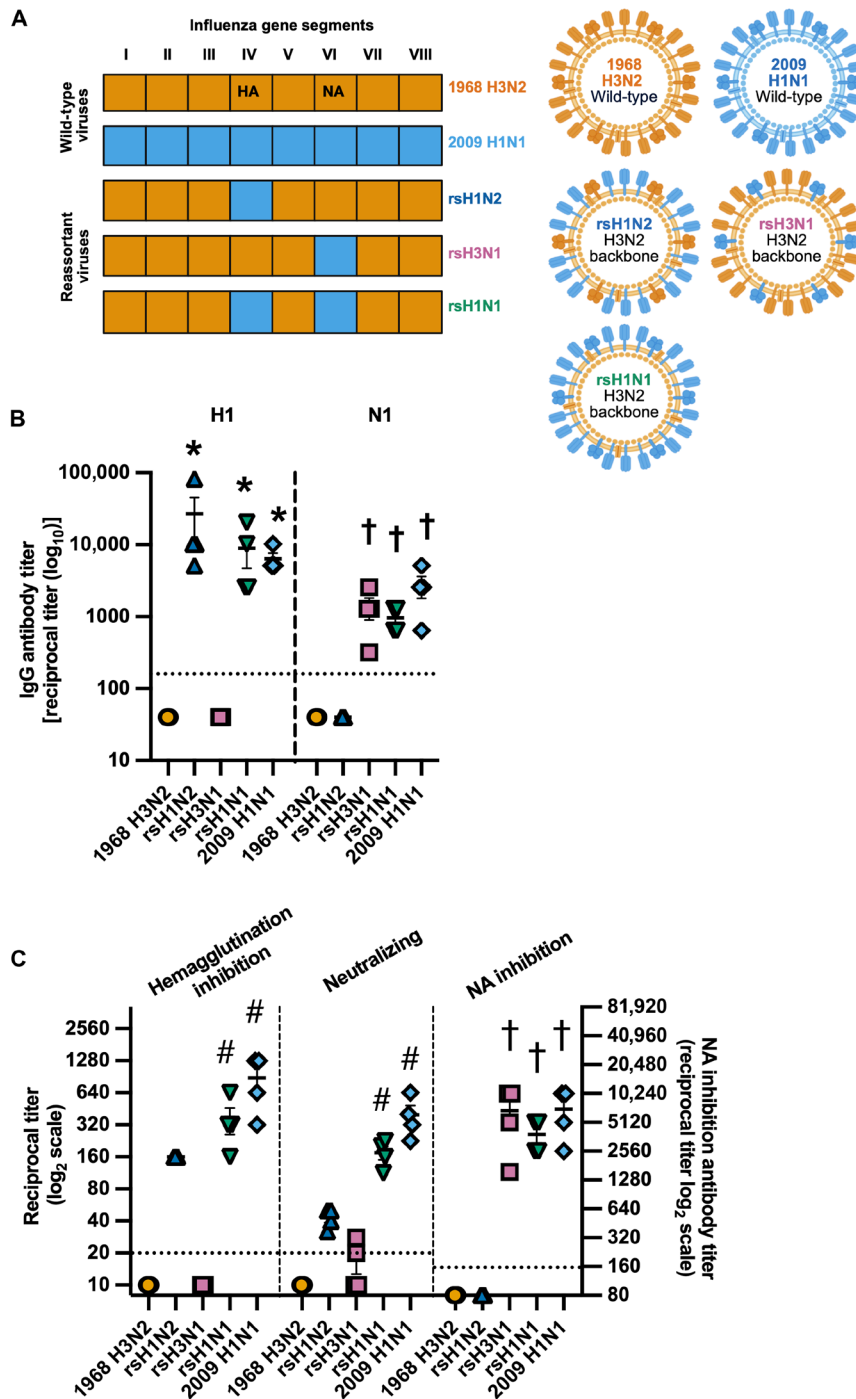 A
Influenza gene segments
I II III IV V VI VII VIII
Wild-type
viruses
HA NA
1968 H3N2
2009 H1N1
Reassortant
viruses
rsH1N2
rsH3N1
rsH1N1
1968
H3N2
Wild-type
2009
H1N1
Wild-type
rsH1N2
H3N2
backbone
rsH3N1
H3N2
backbone
rsH1N1
H3N2
backbone
B
H1 N1
IgG antibody titer
[reciprocal titer (log10)]
100,000
10,000
1000
100
10
* * *
† † †
1968 H3N2
rsH1N2
rsH3N1
rsH1N1
2009 H1N1
1968 H3N2
rsH1N2
rsH3N1
rsH1N1
2009 H1N1
C
Hemagglutination
inhibition
Neutralizing
NA inhibition
Reciprocal titer
(log2 scale)
2560
1280
640
320
160
80
40
20
10
# #
# #
† † †
81,920
40,960
20,480
10,240
5120
2560
1280
640
320
160
80
NA inhibition antibody titer
(reciprocal titer log2 scale)
1968 H3N2
rsH1N2
rsH3N1
rsH1N1
2009 H1N1
1968 H3N2
rsH1N2
rsH3N1
rsH1N1
2009 H1N1
1968 H3N2
rsH1N2
rsH3N1
rsH1N1
2009 H1N1